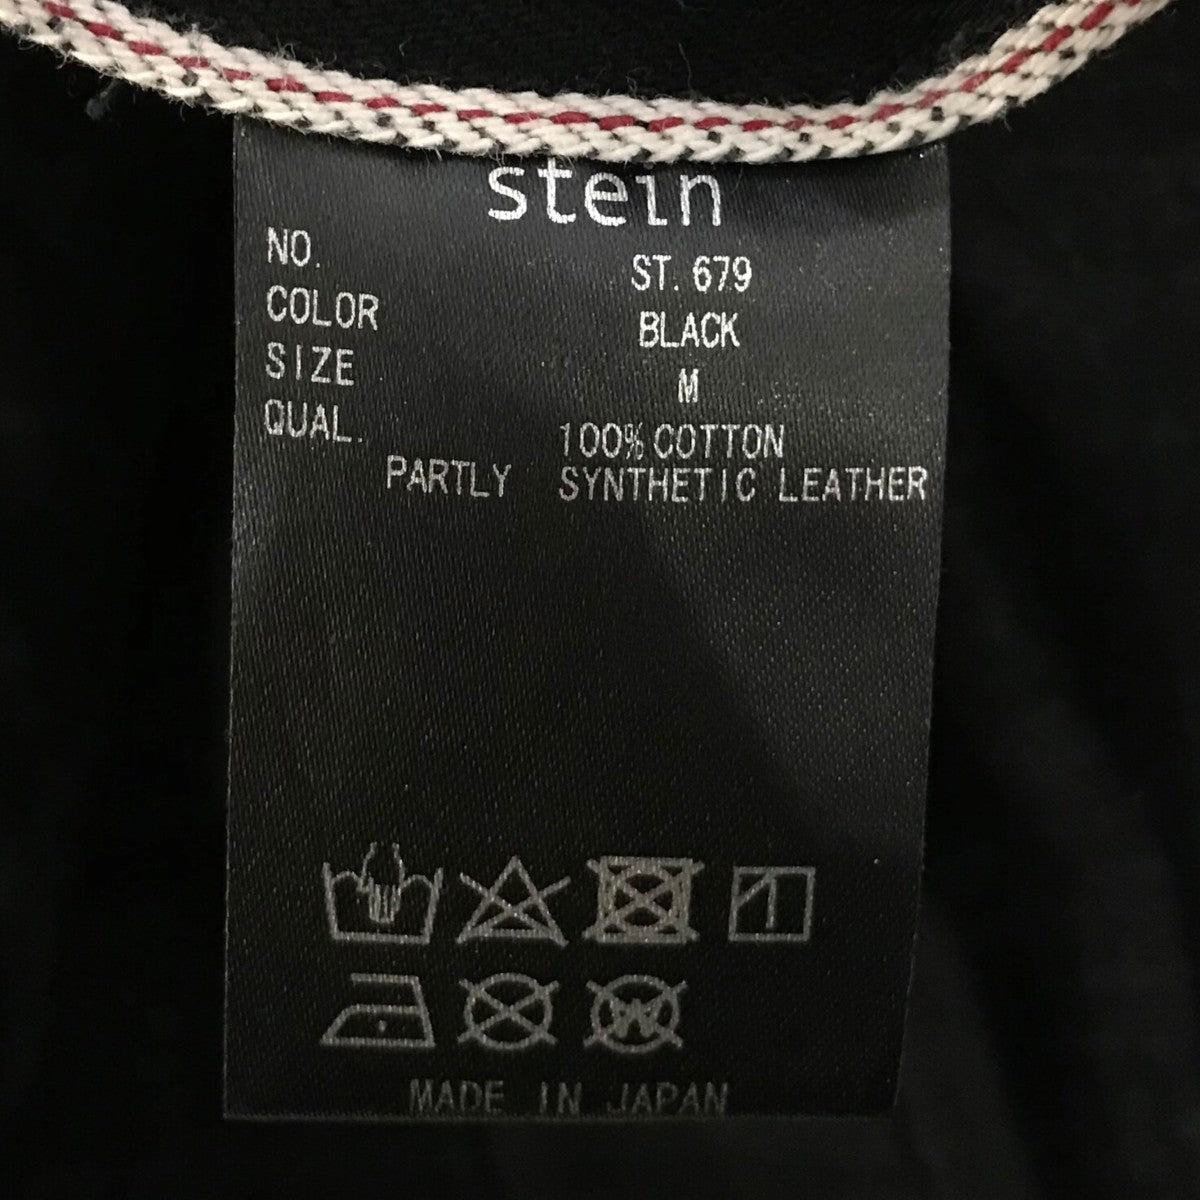 stein
NO. ST. 679
COLOR BLACK
SIZE M
QUAL. 100% COTTON
PARTLY SYNTHETIC LEATHER
W
MADE IN JAPAN